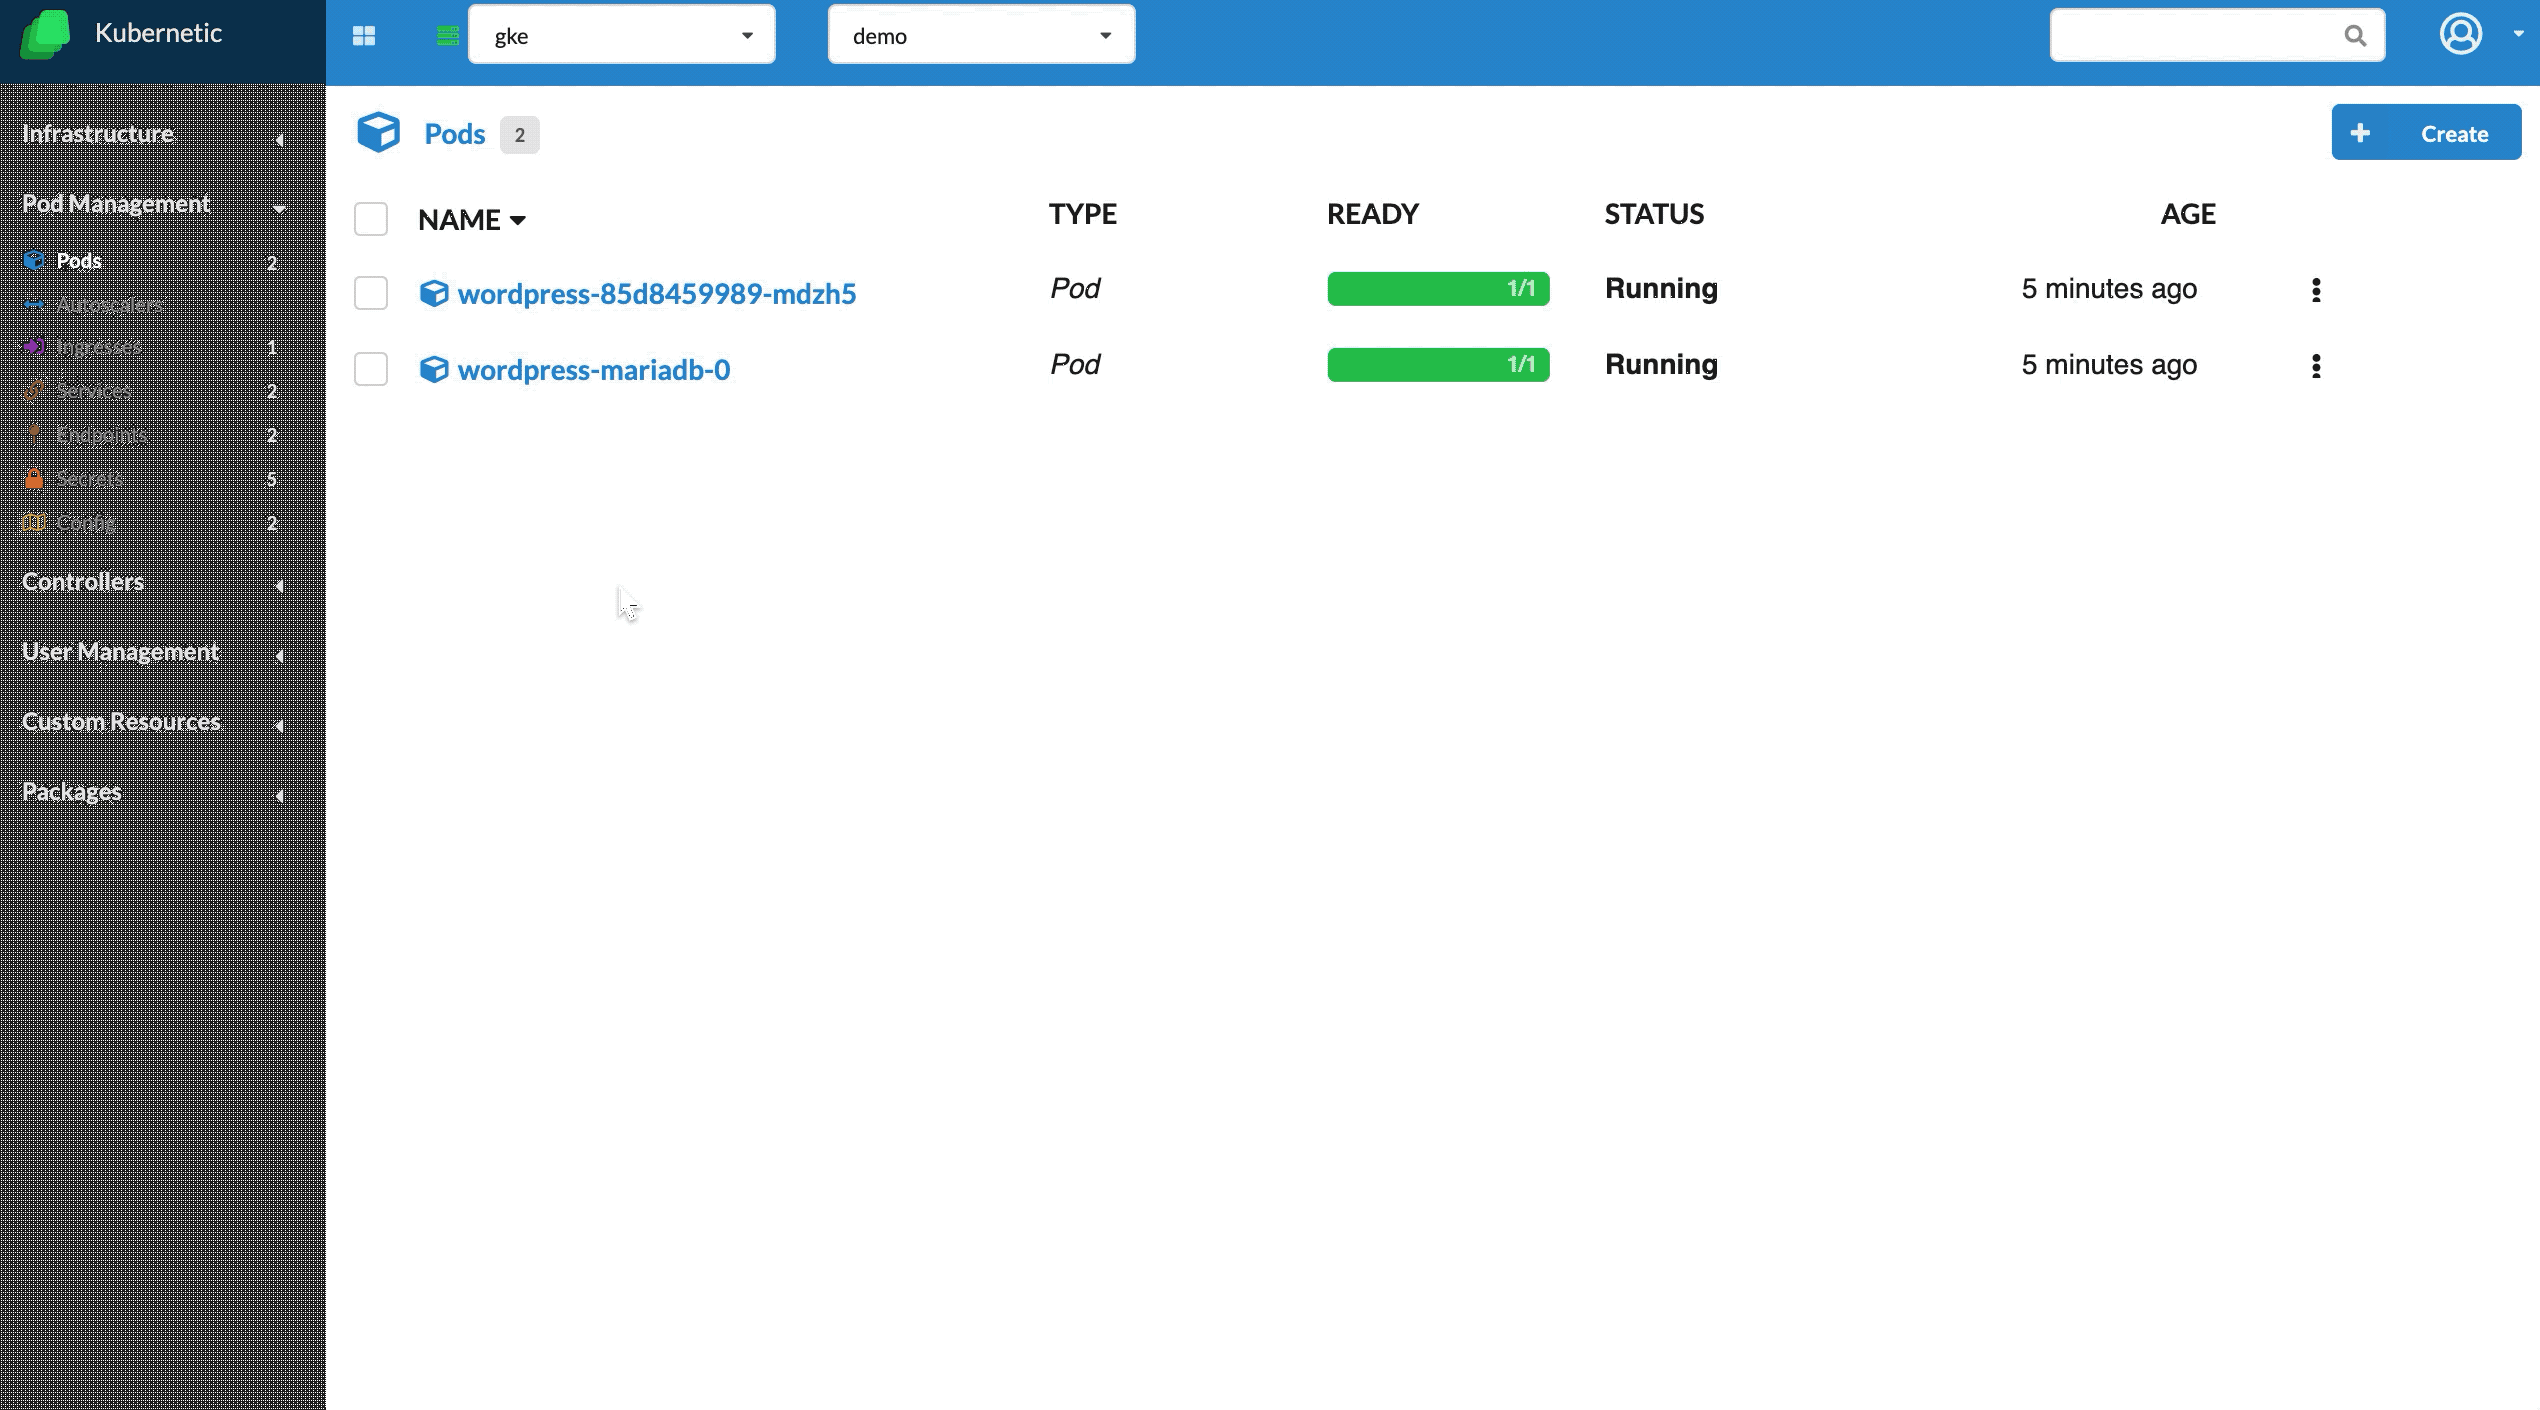 Kubernetic
gke
demo
Infrastructure
Pod Management
Pods 2
Autoscalers
Ingresses 1
Services 2
Endpoints 2
Secrets 5
Config 2
Controllers
User Management
Custom Resources
Packages
Pods 2
Create
NAME TYPE READY STATUS AGE
wordpress-85d8459989-mdzh5 Pod 1/1 Running 5 minutes ago
wordpress-mariadb-0 Pod 1/1 Running 5 minutes ago